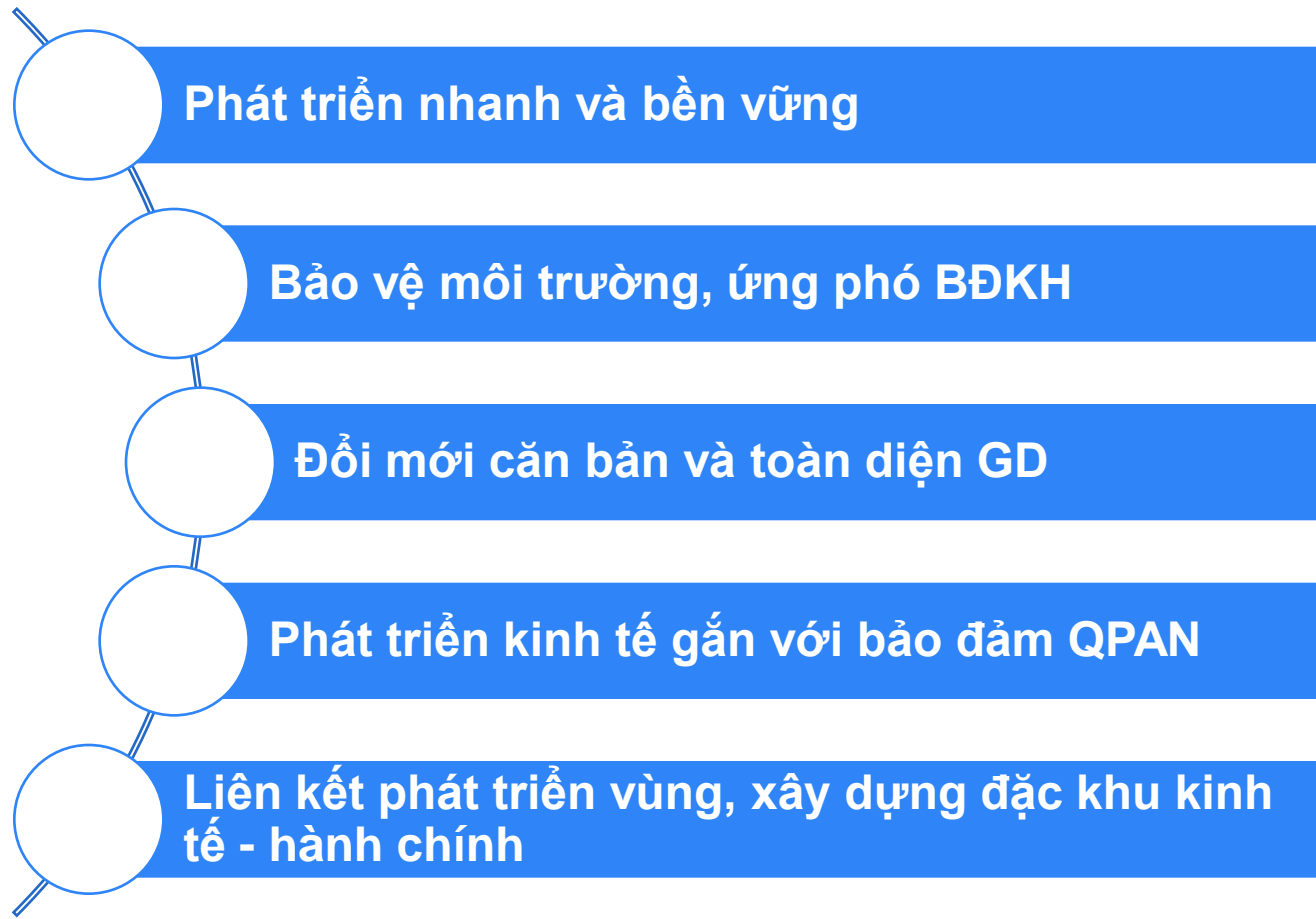 Phát triển nhanh và bền vững
Bảo vệ môi trường, ứng phó BĐKH
Đổi mới căn bản và toàn diện GD
Phát triển kinh tế gắn với bảo đảm QPAN
Liên kết phát triển vùng, xây dựng đặc khu kinh
tế - hành chính